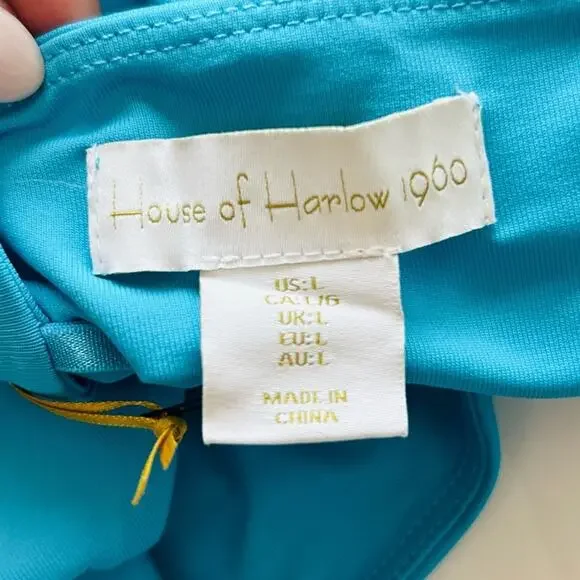 House of Harlow 1960
US:L
CA: L/G
UK:L
EU:L
AU:L
MADE IN
CHINA